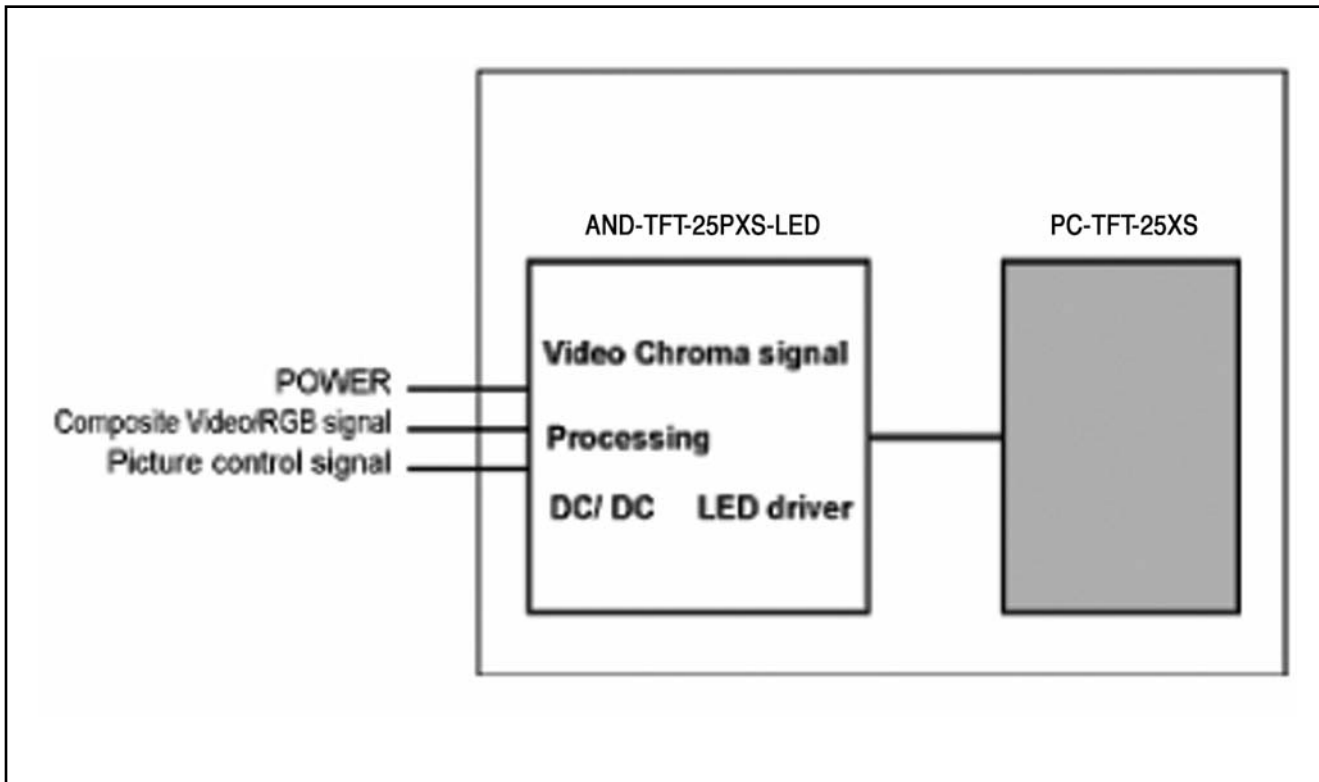 AND-TFT-25PXS-LED
PC-TFT-25XS
Video Chroma signal
POWER
Composite Video/RGB signal
Processing
Picture control signal
DC/ DC LED driver